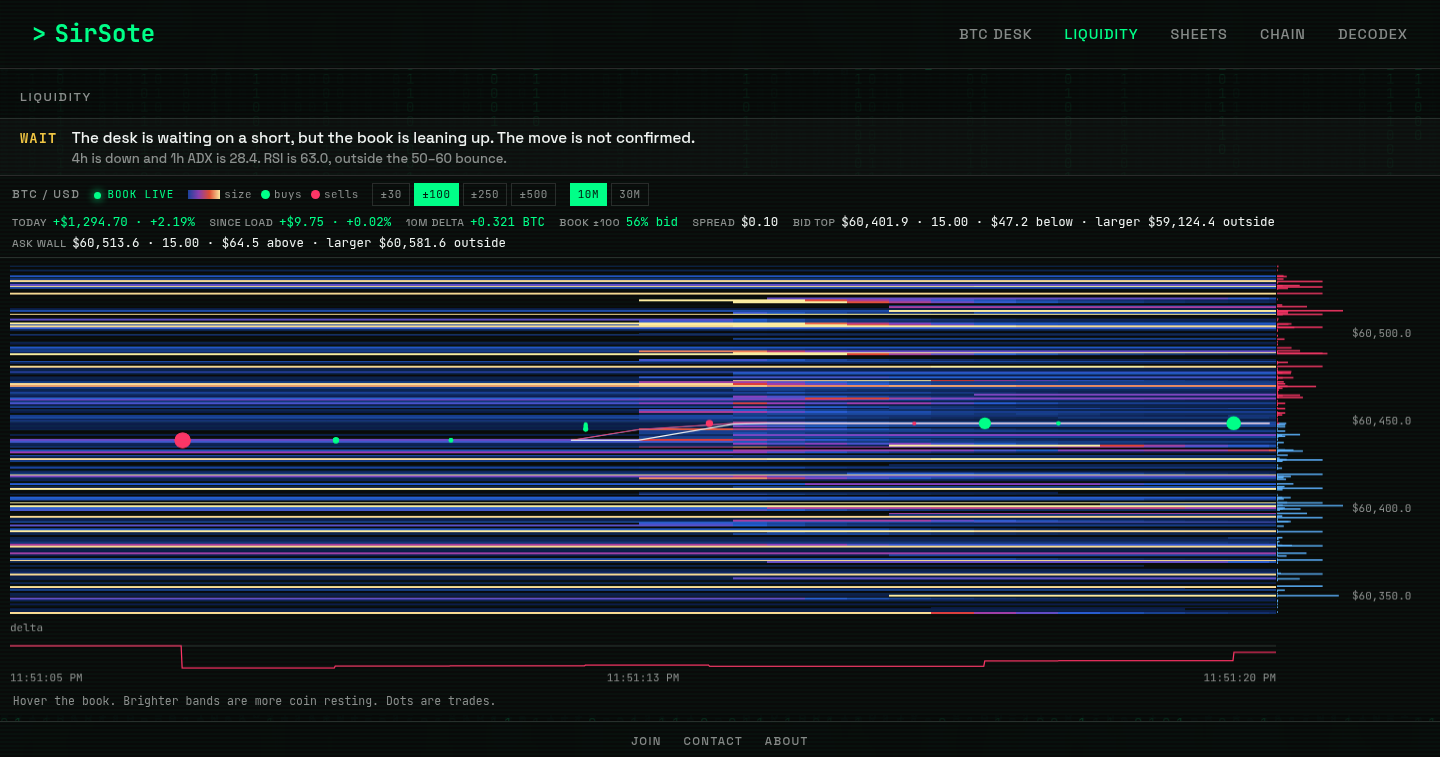 > SirSote
BTC DESK LIQUIDITY SHEETS CHAIN DECODEX
LIQUIDITY
WAIT The desk is waiting on a short, but the book is leaning up. The move is not confirmed.
4h is down and 1h ADX is 28.4. RSI is 63.0, outside the 50–60 bounce.
BTC / USD BOOK LIVE size buys sells ±30 ±100 ±250 ±500 10M 30M
TODAY +$1,294.70 · +2.19% SINCE LOAD +$9.75 · +0.02% 10M DELTA +0.321 BTC BOOK ±100 56% bid SPREAD $0.10 BID TOP $60,401.9 · 15.00 · $47.2 below · larger $59,124.4 outside
ASK WALL $60,513.6 · 15.00 · $64.5 above · larger $60,581.6 outside
$60,500.0
$60,450.0
$60,400.0
$60,350.0
delta
11:51:05 PM 11:51:13 PM 11:51:20 PM
Hover the book. Brighter bands are more coin resting. Dots are trades.
JOIN CONTACT ABOUT